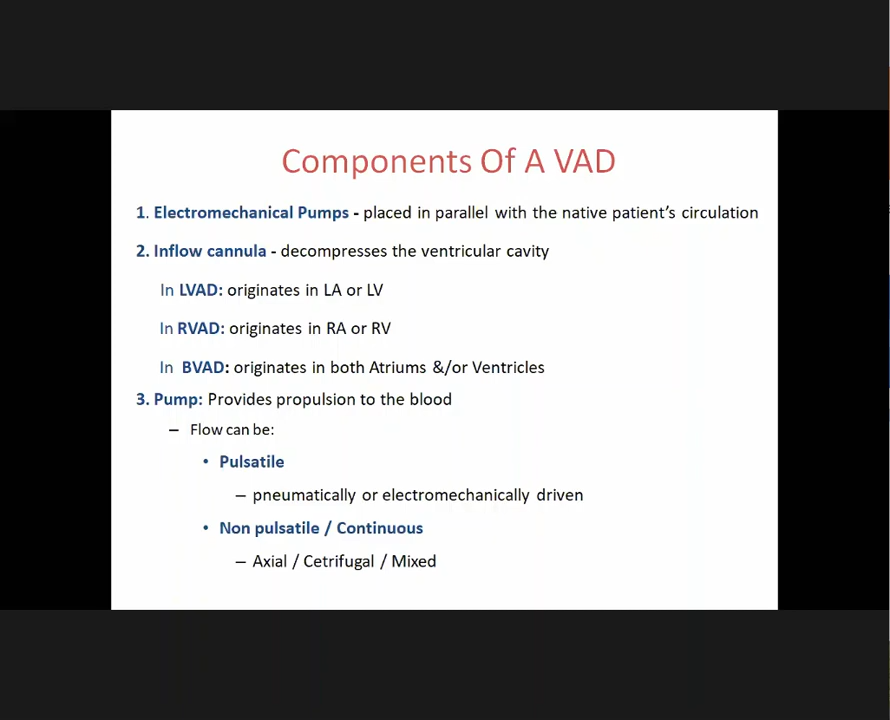 Components Of A VAD
1. Electromechanical Pumps - placed in parallel with the native patient's circulation
2. Inflow cannula - decompresses the ventricular cavity
In LVAD: originates in LA or LV
In RVAD: originates in RA or RV
In BVAD: originates in both Atriums &/or Ventricles
3. Pump: Provides propulsion to the blood
– Flow can be:
• Pulsatile
– pneumatically or electromechanically driven
• Non pulsatile / Continuous
– Axial / Cetrifugal / Mixed